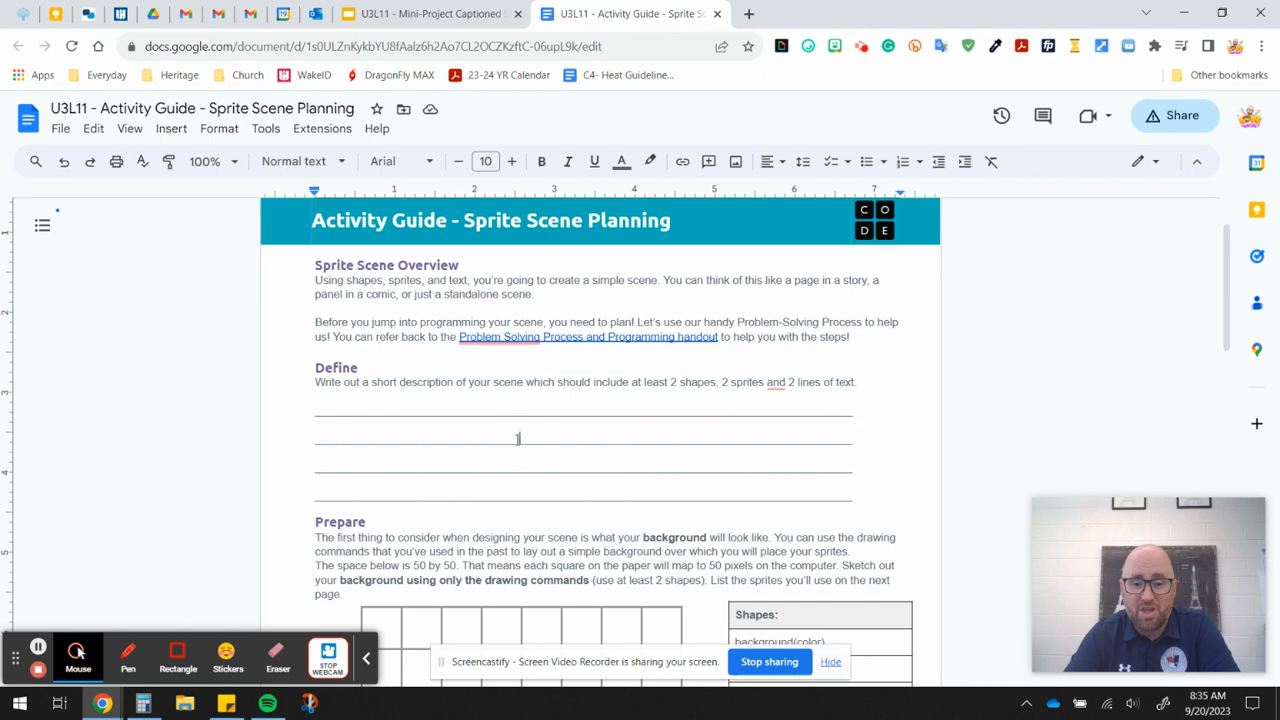 U3L11 - Mini-Project Captioned S
U3L11 - Activity Guide - Sprite Sc
docs.google.com/document/d/1s0ULZnKykbYU8fAalz6h2Ao7CL2OCZKzftC-06upL9k/edit
Apps Everyday Heritage Church WakeID DragonFly MAX 23-24 YR Calendar C4- Heat Guideline... Other bookmarks
U3L11 - Activity Guide - Sprite Scene Planning
Share
File Edit View Insert Format Tools Extensions Help
100% Normal text Arial 10
1 2 3 4 5 6 7
Activity Guide - Sprite Scene Planning
C O
D E
Sprite Scene Overview
Using shapes, sprites, and text, you're going to create a simple scene. You can think of this like a page in a story, a
panel in a comic, or just a standalone scene.
Before you jump into programming your scene, you need to plan! Let's use our handy Problem-Solving Process to help
us! You can refer back to the Problem Solving Process and Programming handout to help you with the steps!
Define
Write out a short description of your scene which should include at least 2 shapes, 2 sprites and 2 lines of text.
Prepare
The first thing to consider when designing your scene is what your background will look like. You can use the drawing
commands that you've used in the past to lay out a simple background over which you will place your sprites.
The space below is 50 by 50. That means each square on the paper will map to 50 pixels on the computer. Sketch out
your background using only the drawing commands (use at least 2 shapes). List the sprites you'll use on the next
page.
Shapes:
background(color)
Mouse Pen Rectangle Stickers Eraser STOP WEBCAM
Screencastify - Screen Video Recorder is sharing your screen. Stop sharing Hide
8:35 AM
9/20/2023